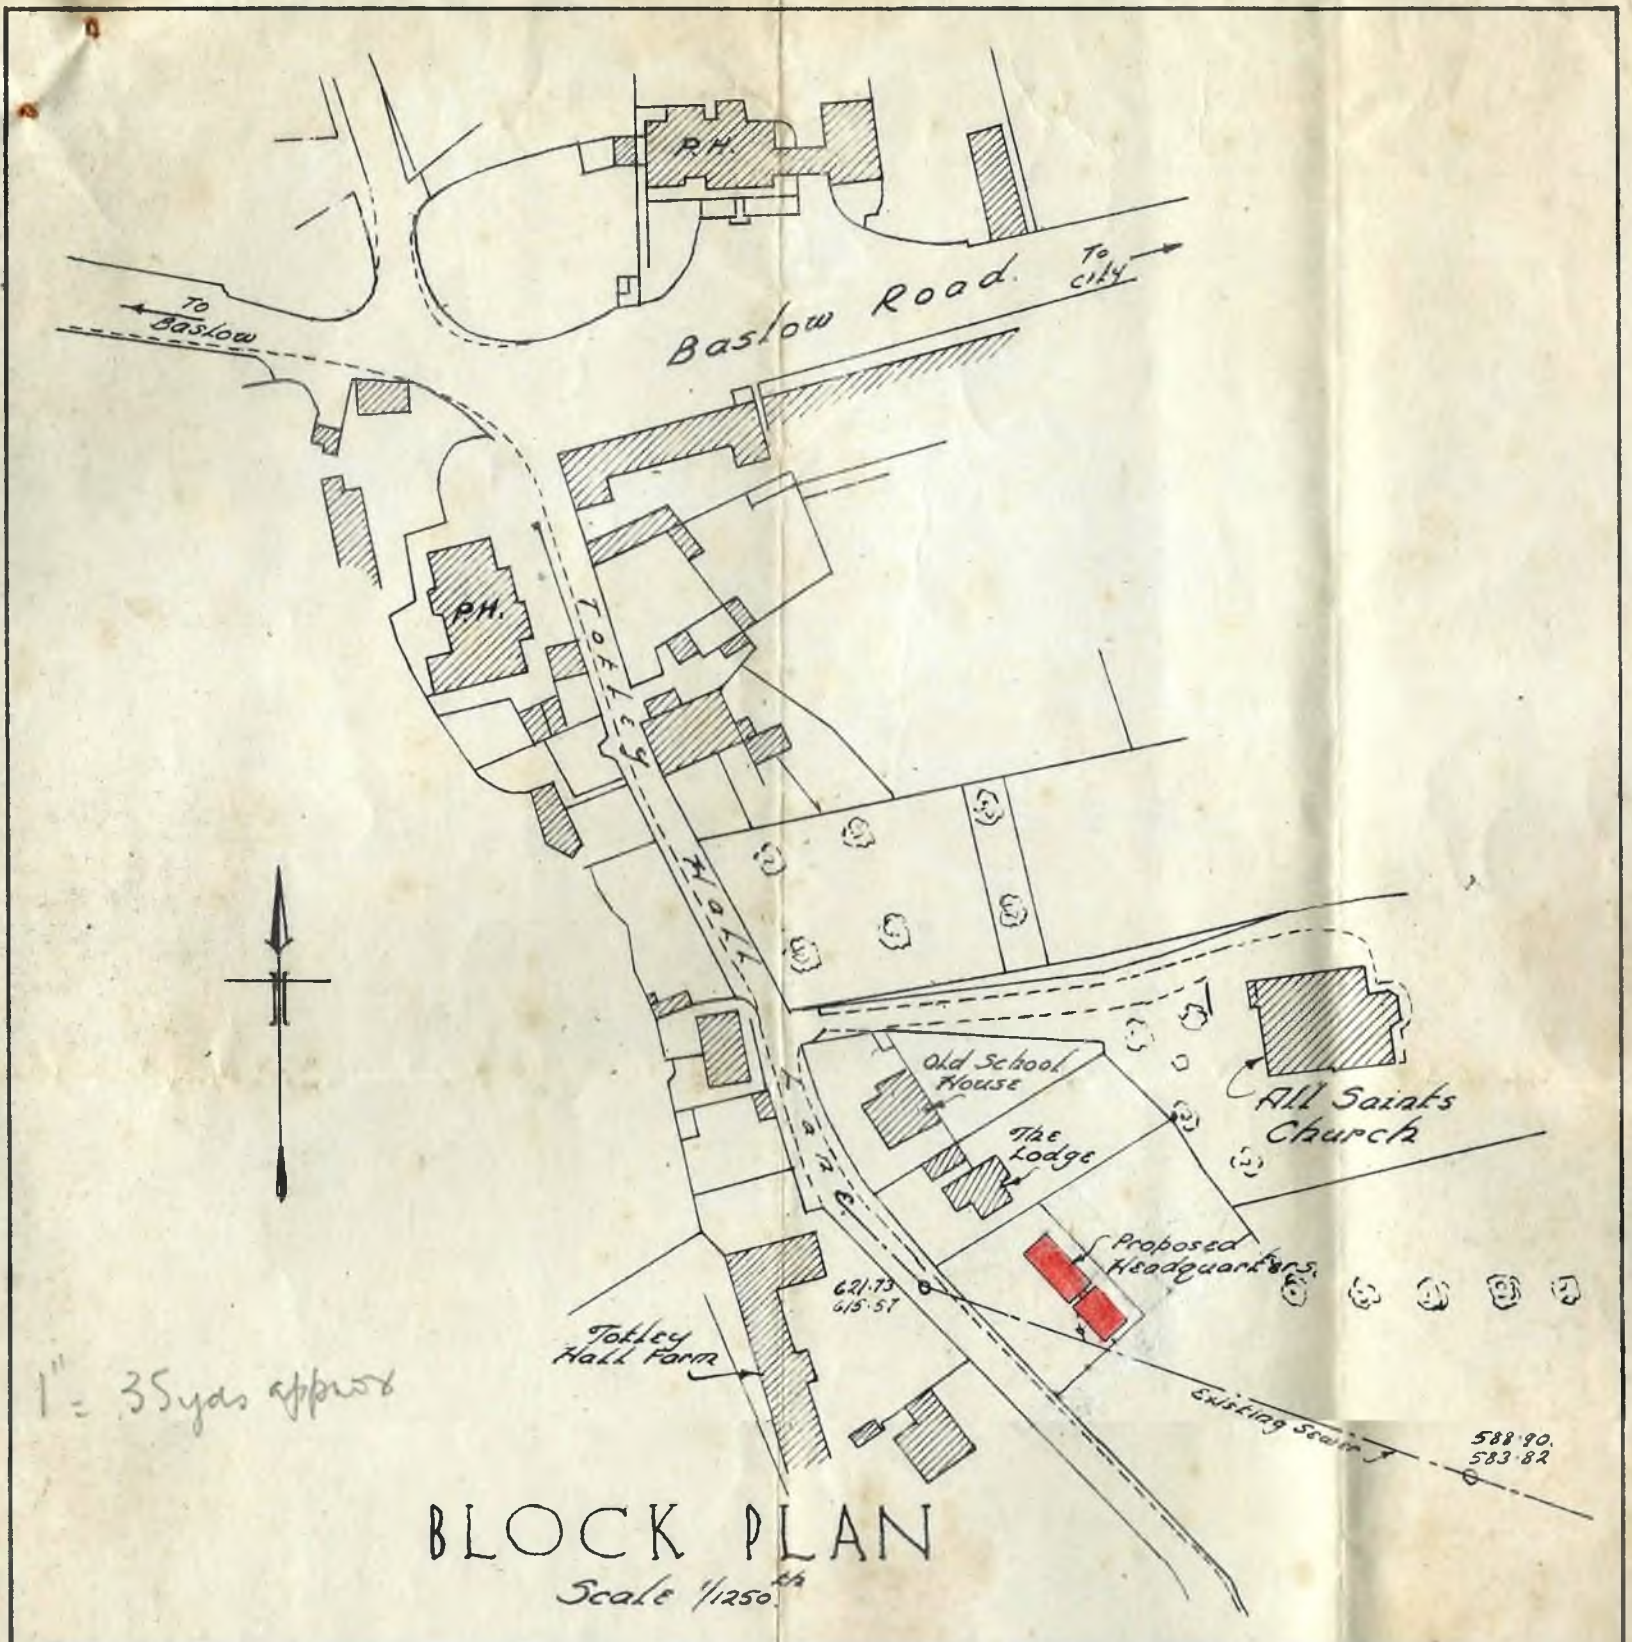 P.H.
To
Baslow
Baslow Road.
To
City
P.H.
Totley Hall Lane.
Old School
House
The
Lodge
All Saints
Church
Proposed
Headquarters.
621.73
615.57
Totley
Hall Farm
Existing Sewer
588.90.
583.82
1" = 35yds approx
BLOCK PLAN
Scale 1/1250th